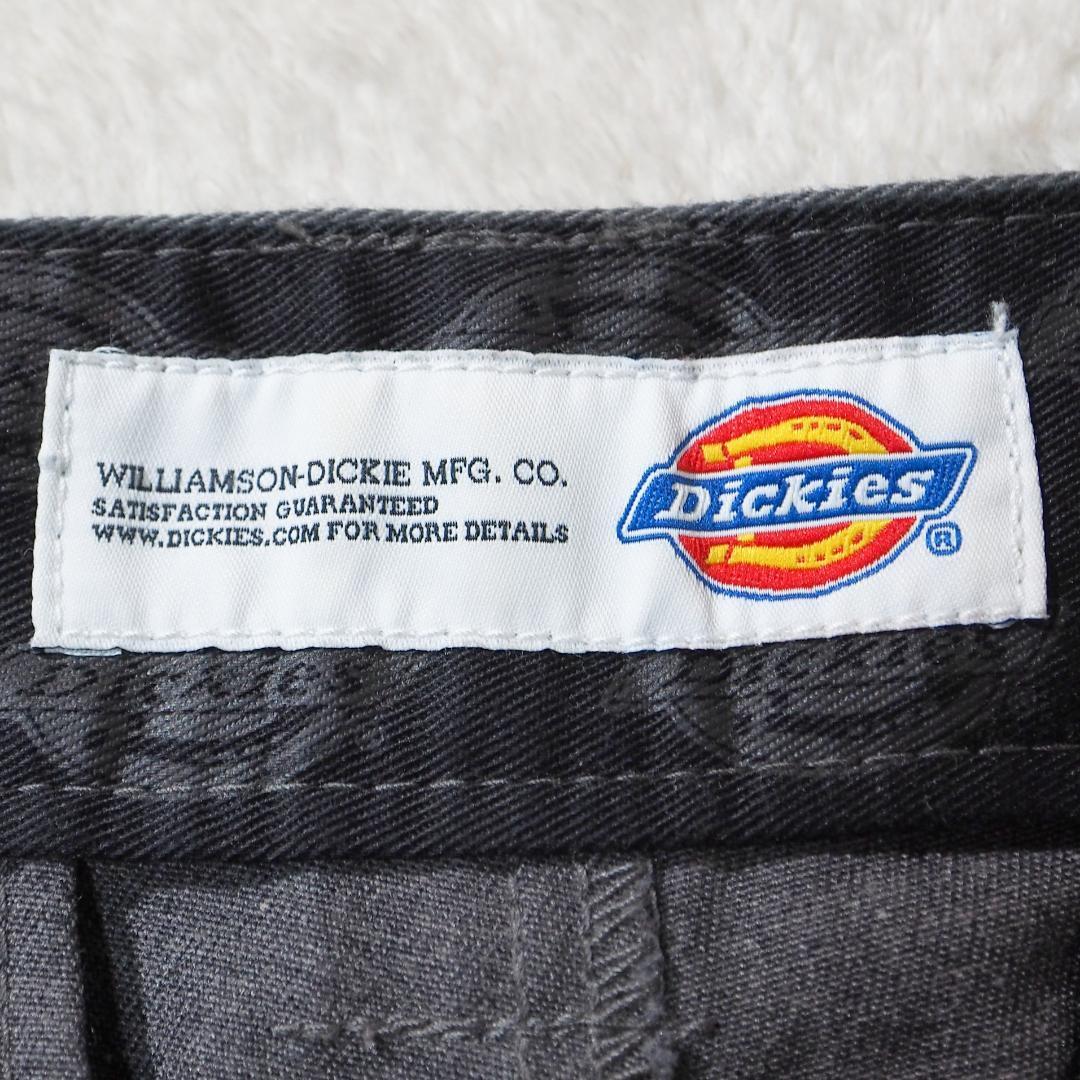 WILLIAMSON-DICKIE MFG. CO.
SATISFACTION GUARANTEED
WWW.DICKIES.COM FOR MORE DETAILS
Dickies
®